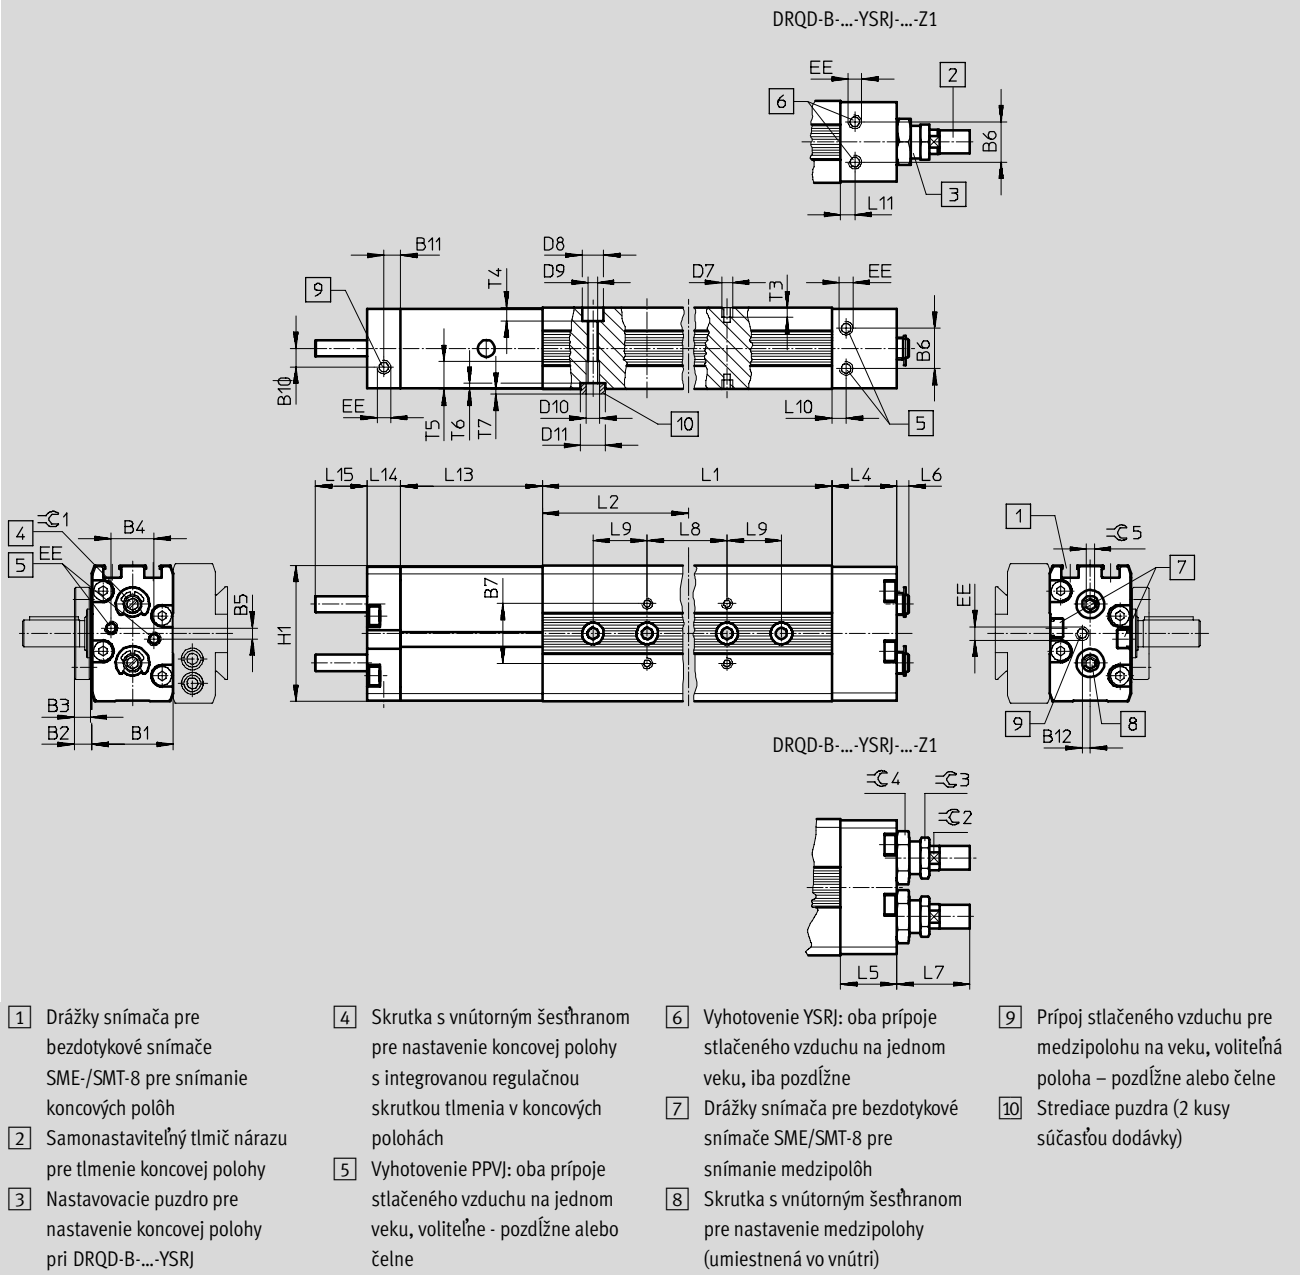 DRQD-B-...-YSRJ-...-Z1
EE
2
6
B6
3
L11
B11
D8
D9
T4
D7
T3
EE
9
B6
B10
EE
T5
T6
T7
D10
D11
10
L10
5
L15
L14
L13
L1
L4
L6
L2
L9
L8
L9
B7
H1
4
1
B4
5
EE
B5
B3
B2
B1
1
5
7
EE
9
8
B12
DRQD-B-...-YSRJ-...-Z1
4
3
2
L5
L7
1 Drážky snímača pre
bezdotykové snímače
SME-/SMT-8 pre snímanie
koncových polôh
2 Samonastaviteľný tlmič nárazu
pre tlmenie koncovej polohy
3 Nastavovacie puzdro pre
nastavenie koncovej polohy
pri DRQD-B-...-YSRJ
4 Skrutka s vnútorným šesťhranom
pre nastavenie koncovej polohy
s integrovanou regulačnou
skrutkou tlmenia v koncových
polohách
5 Vyhotovenie PPVJ: oba prípoje
stlačeného vzduchu na jednom
veku, voliteľne - pozdĺžne alebo
čelne
6 Vyhotovenie YSRJ: oba prípoje
stlačeného vzduchu na jednom
veku, iba pozdĺžne
7 Drážky snímača pre bezdotykové
snímače SME/SMT-8 pre
snímanie medzipolôh
8 Skrutka s vnútorným šesťhranom
pre nastavenie medzipolohy
(umiestnená vo vnútri)
9 Prípoj stlačeného vzduchu pre
medzipolohu na veku, voliteľná
poloha – pozdĺžne alebo čelne
10 Strediace puzdra (2 kusy
súčasťou dodávky)